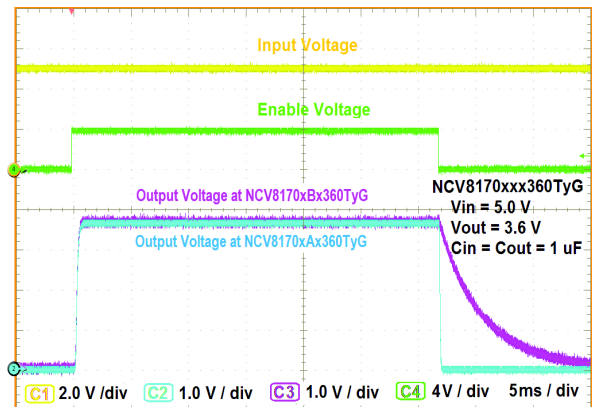 Input Voltage
Enable Voltage
4
NCV8170xxx360TyG
Output Voltage at NCV8170xBx360TyG
Vin = 5.0 V
Vout = 3.6 V
Output Voltage at NCV8170xAx360TyG
Cin = Cout = 1 uF
2
C1 2.0 V / div C2 1.0 V / div C3 1.0 V / div C4 4V / div 5ms / div